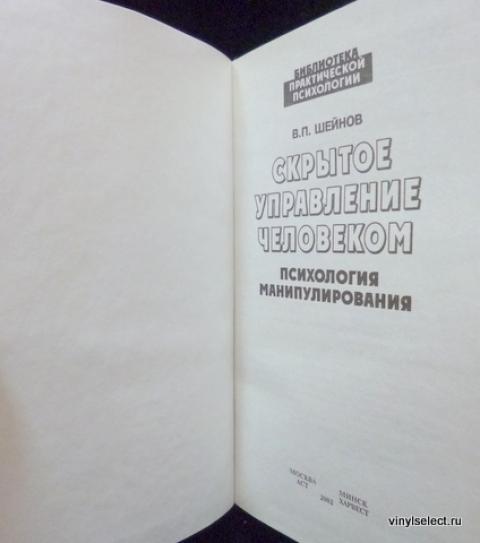 БИБЛИОТЕКА
ПРАКТИЧЕСКОЙ
ПСИХОЛОГИИ
В.П. ШЕЙНОВ
СКРЫТОЕ
УПРАВЛЕНИЕ
ЧЕЛОВЕКОМ
ПСИХОЛОГИЯ
МАНИПУЛИРОВАНИЯ
МОСКВА МИНСК
АСТ ХАРВЕСТ
2002
vinylselect.ru